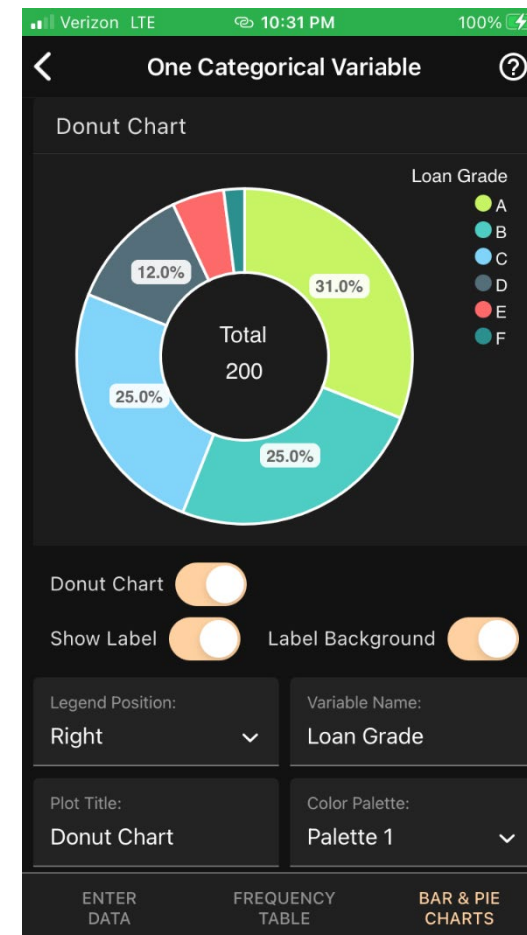 Verizon LTE 10:31 PM 100%
One Categorical Variable
Donut Chart
Loan Grade
A
B
C
D
E
F
12.0%
31.0%
Total
200
25.0%
25.0%
Donut Chart
Show Label Label Background
Legend Position: Variable Name:
Right Loan Grade
Plot Title: Color Palette:
Donut Chart Palette 1
ENTER FREQUENCY BAR & PIE
DATA TABLE CHARTS